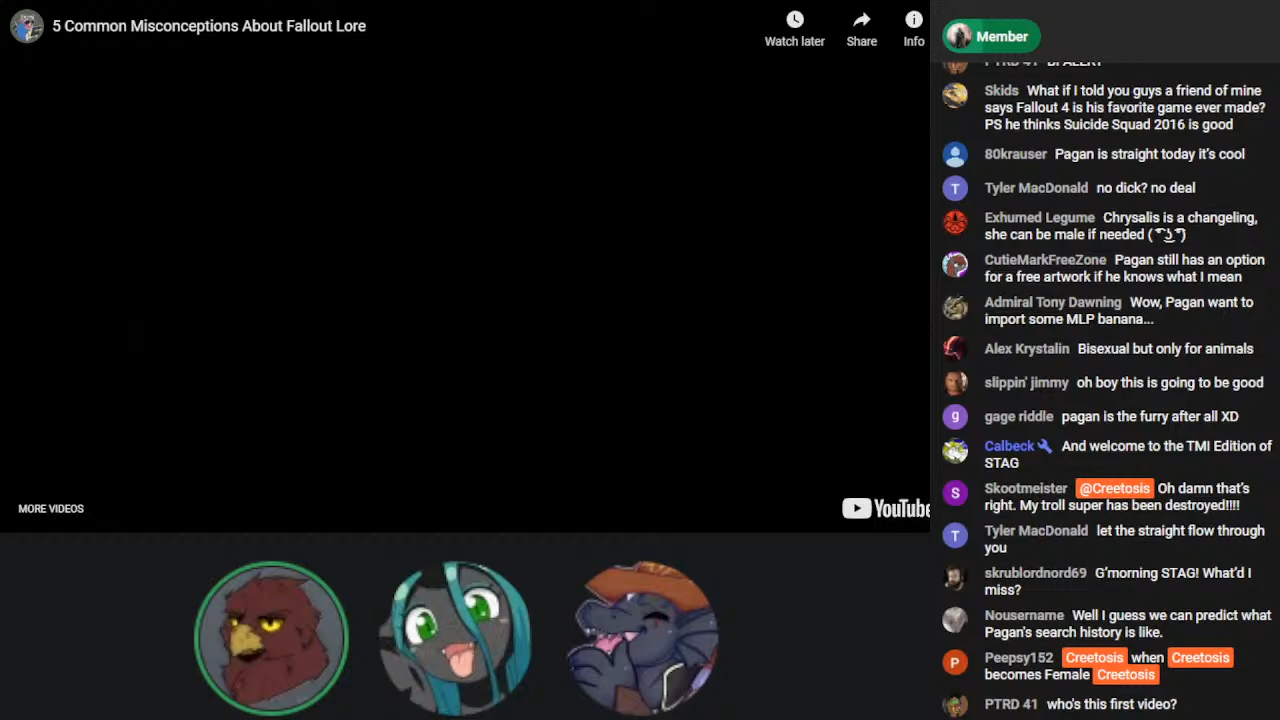 5 Common Misconceptions About Fallout Lore
Watch later
Share
Info
MORE VIDEOS
YouTube
Member
Skids What if I told you guys a friend of mine
says Fallout 4 is his favorite game ever made?
PS he thinks Suicide Squad 2016 is good
80krauser Pagan is straight today it's cool
T
Tyler MacDonald no dick? no deal
Exhumed Legume Chrysalis is a changeling,
she can be male if needed ( ͡° ͜ʖ ͡°)
CutieMarkFreeZone Pagan still has an option
for a free artwork if he knows what I mean
Admiral Tony Dawning Wow, Pagan want to
import some MLP banana...
Alex Krystalin Bisexual but only for animals
slippin' jimmy oh boy this is going to be good
g
gage riddle pagan is the furry after all XD
Calbeck And welcome to the TMI Edition of
STAG
S
Skootmeister @Creetosis Oh damn that's
right. My troll super has been destroyed!!!!
T
Tyler MacDonald let the straight flow through
you
skrublordnord69 G'morning STAG! What'd I
miss?
Nousername Well I guess we can predict what
Pagan's search history is like.
P
Peepsy152 Creetosis when Creetosis
becomes Female Creetosis
PTRD 41 who's this first video?